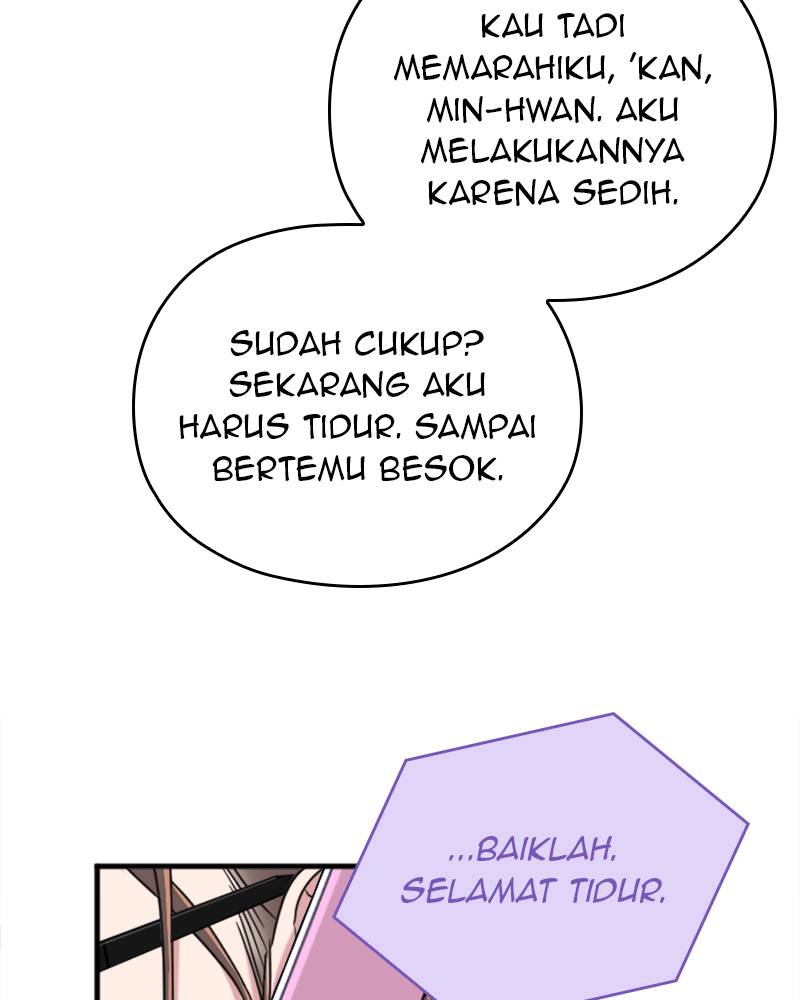 KAU TADI
MEMARAHIKU, 'KAN,
MIN-HWAN. AKU
MELAKUKANNYA
KARENA SEDIH.
SUDAH CUKUP?
SEKARANG AKU
HARUS TIDUR. SAMPAI
BERTEMU BESOK.
...BAIKLAH.
SELAMAT TIDUR.